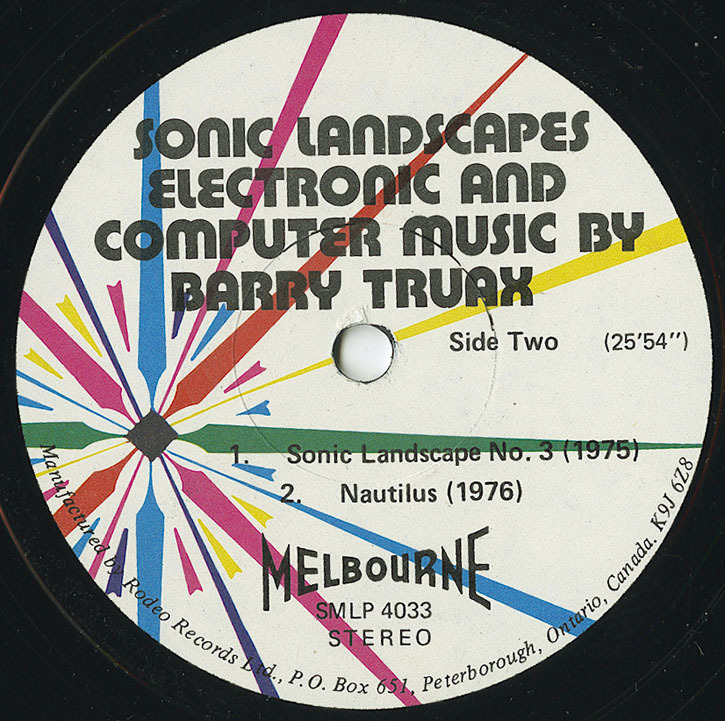 SONIC LANDSCAPES
ELECTRONIC AND
COMPUTER MUSIC BY
BARRY TRUAX
Side Two (25'54")
1. Sonic Landscape No. 3 (1975)
2. Nautilus (1976)
MELBOURNE
SMLP 4033
STEREO
Manufactured by Rodeo Records Ltd., P.O. Box 651, Peterborough, Ontario, Canada. K9J 6Z8